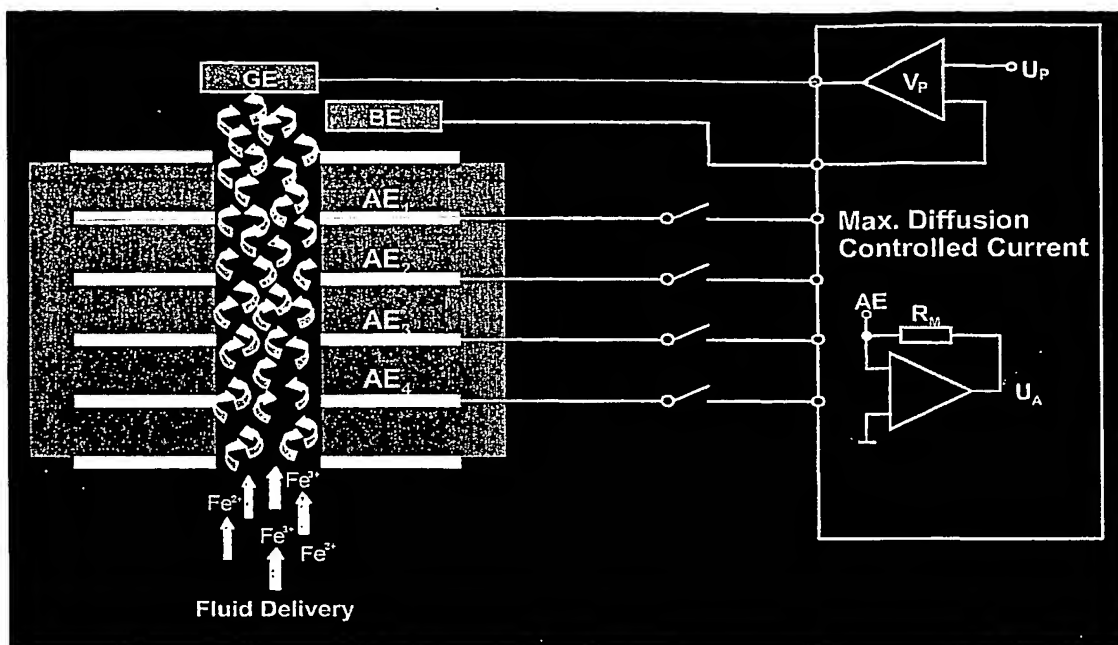 GE
BE
V_P
U_P
AE_1
AE_2
AE_3
AE_4
Max. Diffusion
Controlled Current
AE
R_M
U_A
Fe³⁺
Fe²⁺
Fe²⁺
Fluid Delivery